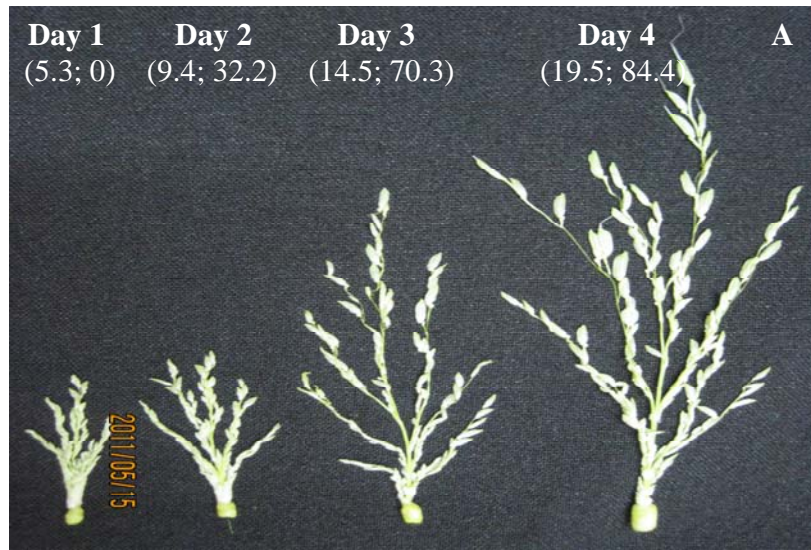 Day 1 Day 2 Day 3 Day 4 A
(5.3; 0) (9.4; 32.2) (14.5; 70.3) (19.5; 84.4)
2011/05/15